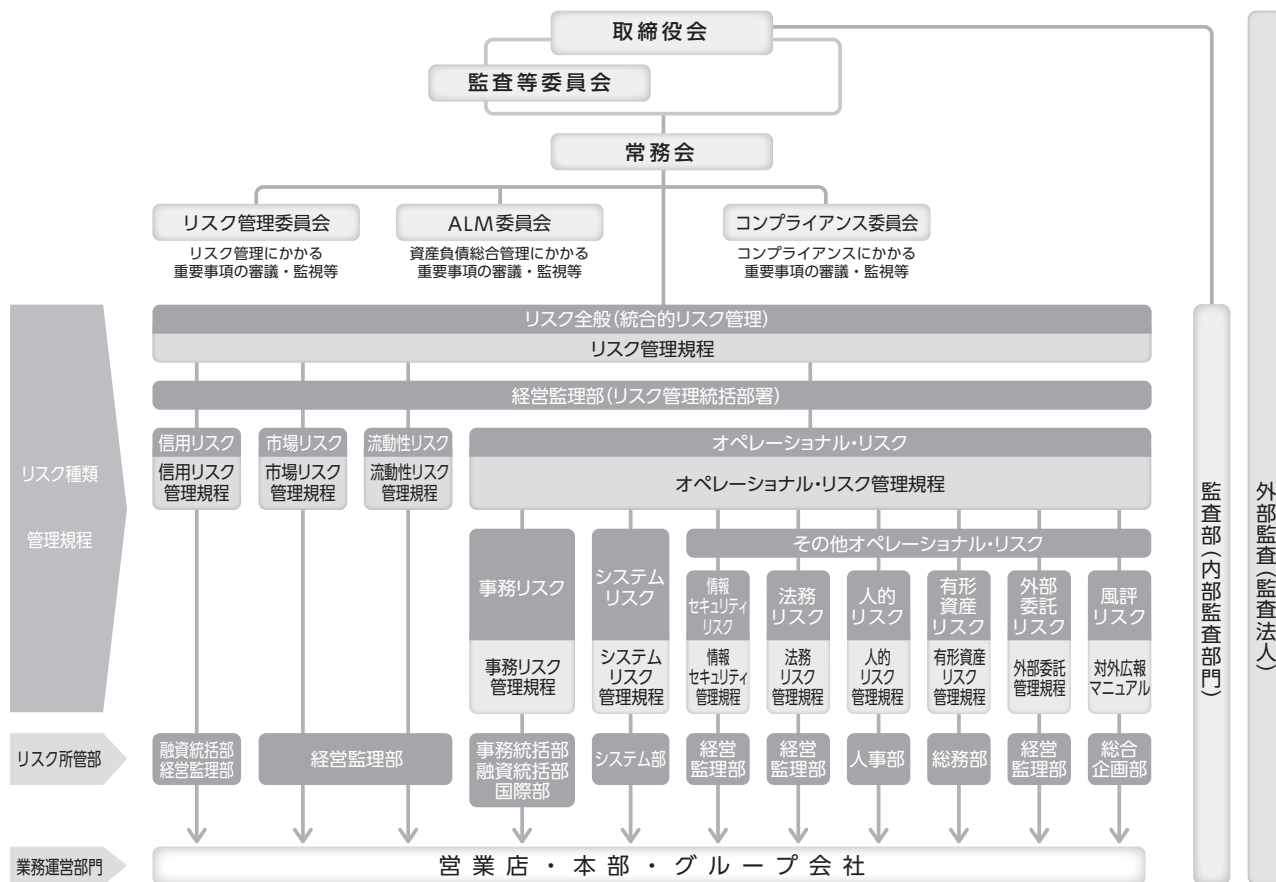 取締役会
監査等委員会
常務会
リスク管理委員会
リスク管理にかかる
重要事項の審議・監視等
ALM委員会
資産負債総合管理にかかる
重要事項の審議・監視等
コンプライアンス委員会
コンプライアンスにかかる
重要事項の審議・監視等
リスク種類
管理規程
リスク全般(統合的リスク管理)
リスク管理規程
経営監理部(リスク管理統括部署)
信用リスク
信用リスク
管理規程
市場リスク
市場リスク
管理規程
流動性リスク
流動性リスク
管理規程
オペレーショナル・リスク
オペレーショナル・リスク管理規程
事務リスク
事務リスク
管理規程
システム
リスク
システム
リスク
管理規程
その他オペレーショナル・リスク
情報
セキュリティ
リスク
情報
セキュリティ
管理規程
法務
リスク
法務
リスク
管理規程
人的
リスク
人的
リスク
管理規程
有形
資産
リスク
有形資産
リスク
管理規程
外部
委託
リスク
外部委託
管理規程
風評
リスク
対外広報
マニュアル
リスク所管部
融資統括部
経営監理部
経営監理部
事務統括部
融資統括部
国際部
システム部
経営
監理部
経営
監理部
人事部
総務部
経営
監理部
総合
企画部
業務運営部門
営業店・本部・グループ会社
監査部(内部監査部門)
外部監査(監査法人)